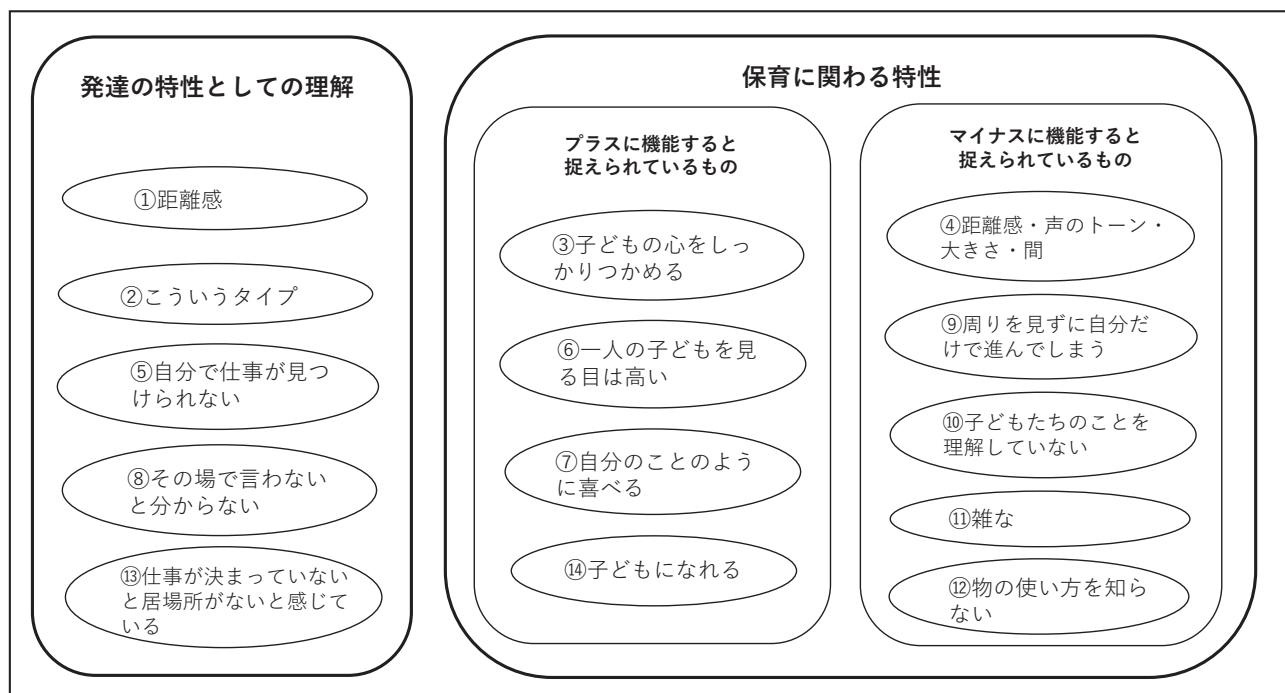 発達の特性としての理解
①距離感
②こういうタイプ
⑤自分で仕事が見つ
けられない
⑧その場で言わない
と分からない
⑬仕事が決まっていない
と居場所がないと感じて
いる
保育に関わる特性
プラスに機能すると
捉えられているもの
③子どもの心をしっ
かりつかめる
⑥一人の子どもを見
る目は高い
⑦自分のことのよう
に喜べる
⑭子どもになれる
マイナスに機能すると
捉えられているもの
④距離感・声のトーン・
大きさ・間
⑨周りを見ずに自分だ
けで進んでしまう
⑩子どもたちのことを
理解していない
⑪雑な
⑫物の使い方を知ら
ない